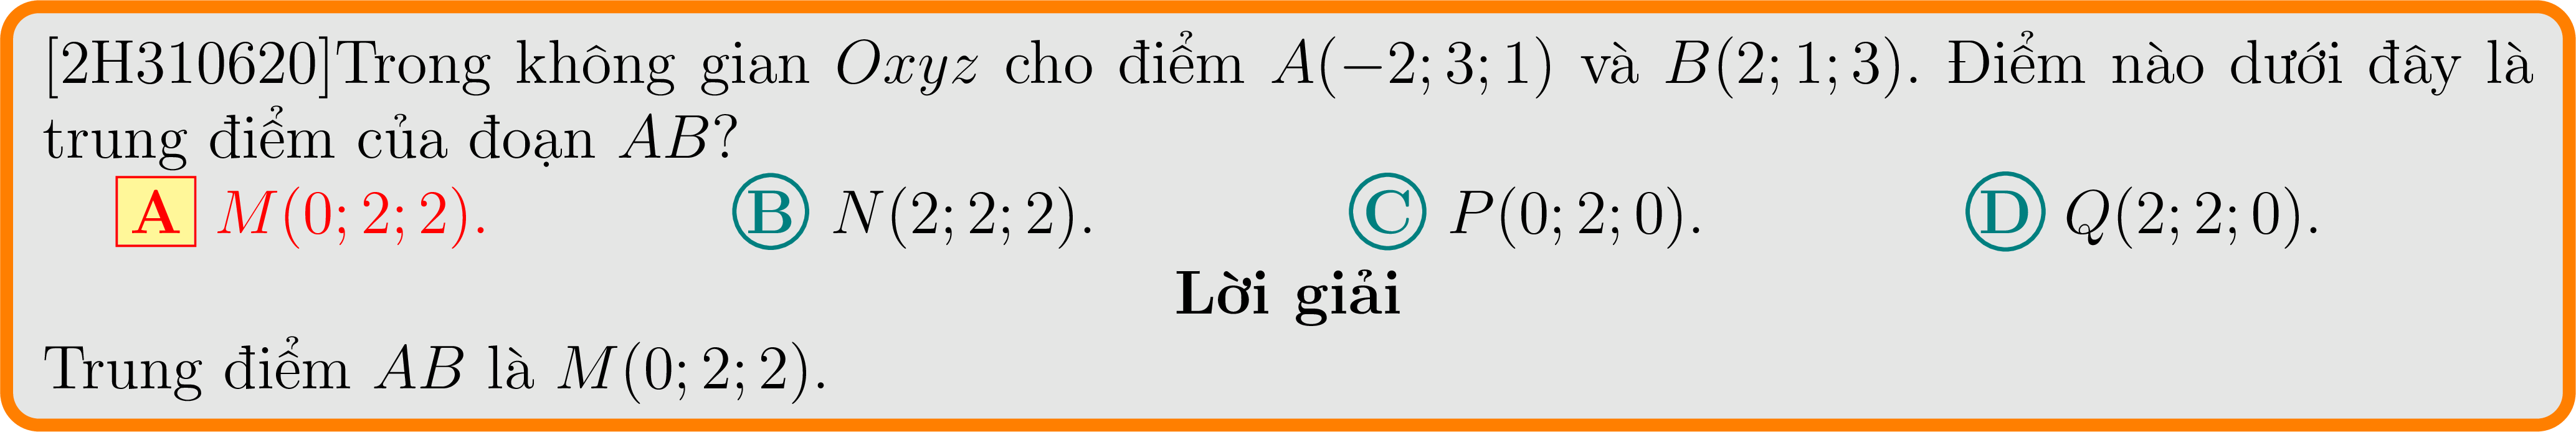 [2H310620]Trong không gian Oxyz cho điểm A(−2; 3; 1) và B(2; 1; 3). Điểm nào dưới đây là
trung điểm của đoạn AB?
A M(0; 2; 2). B N(2; 2; 2). C P(0; 2; 0). D Q(2; 2; 0).
Lời giải
Trung điểm AB là M(0; 2; 2).